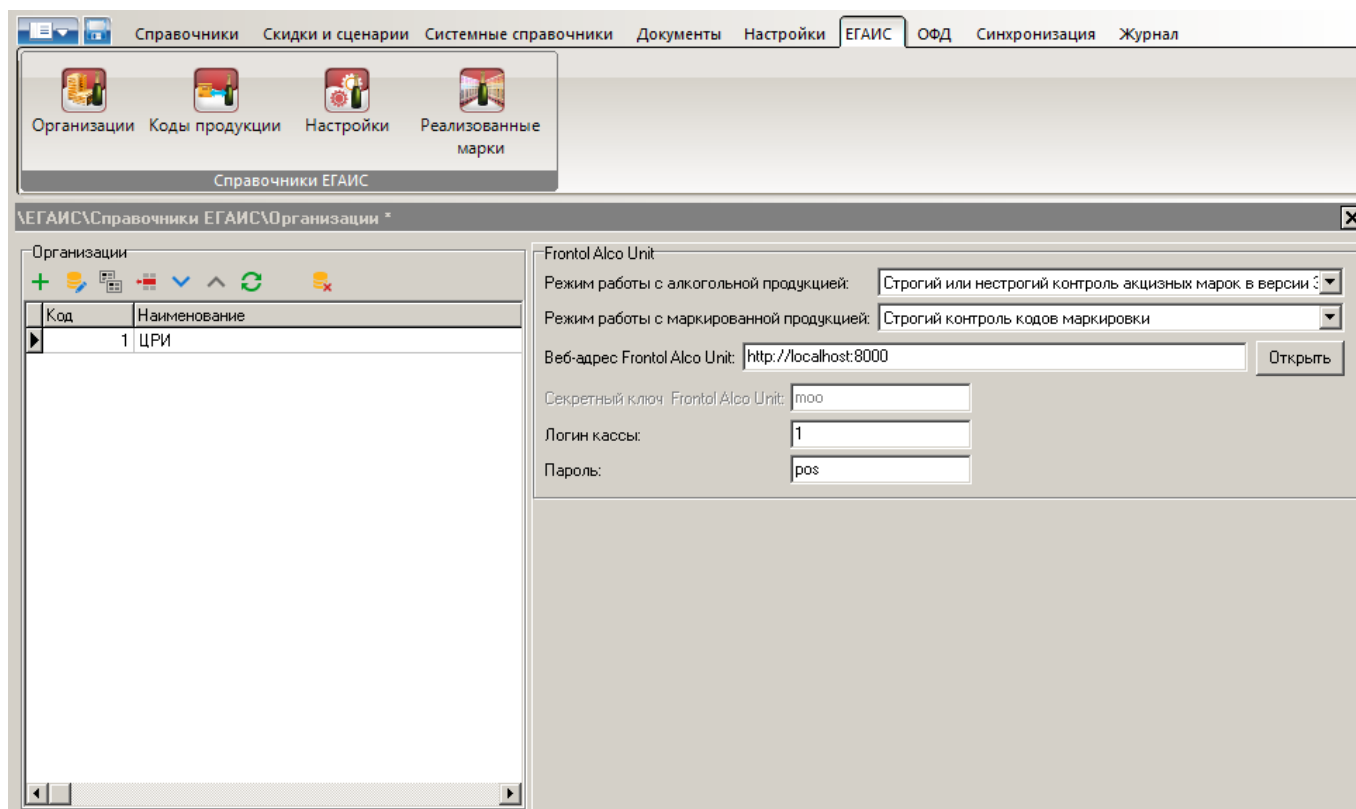 Справочники Скидки и сценарии Системные справочники Документы Настройки ЕГАИС ОФД Синхронизация Журнал
Организации Коды продукции Настройки Реализованные марки
Справочники ЕГАИС
\ЕГАИС\Справочники ЕГАИС\Организации *
Организации
Код Наименование
1 ЦРИ
Frontol Alco Unit
Режим работы с алкогольной продукцией: Строгий или нестрогий контроль акцизных марок в версии
Режим работы с маркированной продукцией: Строгий контроль кодов маркировки
Веб-адрес Frontol Alco Unit: http://localhost:8000 Открыть
Секретный ключ Frontol Alco Unit: moo
Логин кассы: 1
Пароль: pos